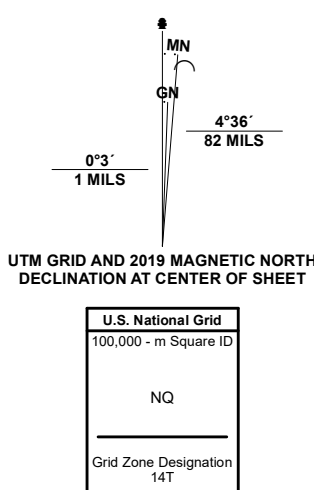 MN
GN
4°36´
82 MILS
0°3´
1 MILS
UTM GRID AND 2019 MAGNETIC NORTH
DECLINATION AT CENTER OF SHEET
U.S. National Grid
100,000 - m Square ID
NQ
Grid Zone Designation
14T